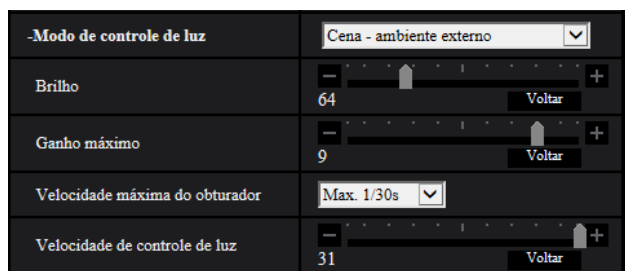 -Modo de controle de luz
Cena - ambiente externo
Brilho
64
Voltar
Ganho máximo
9
Voltar
Velocidade máxima do obturador
Max. 1/30s
Velocidade de controle de luz
31
Voltar